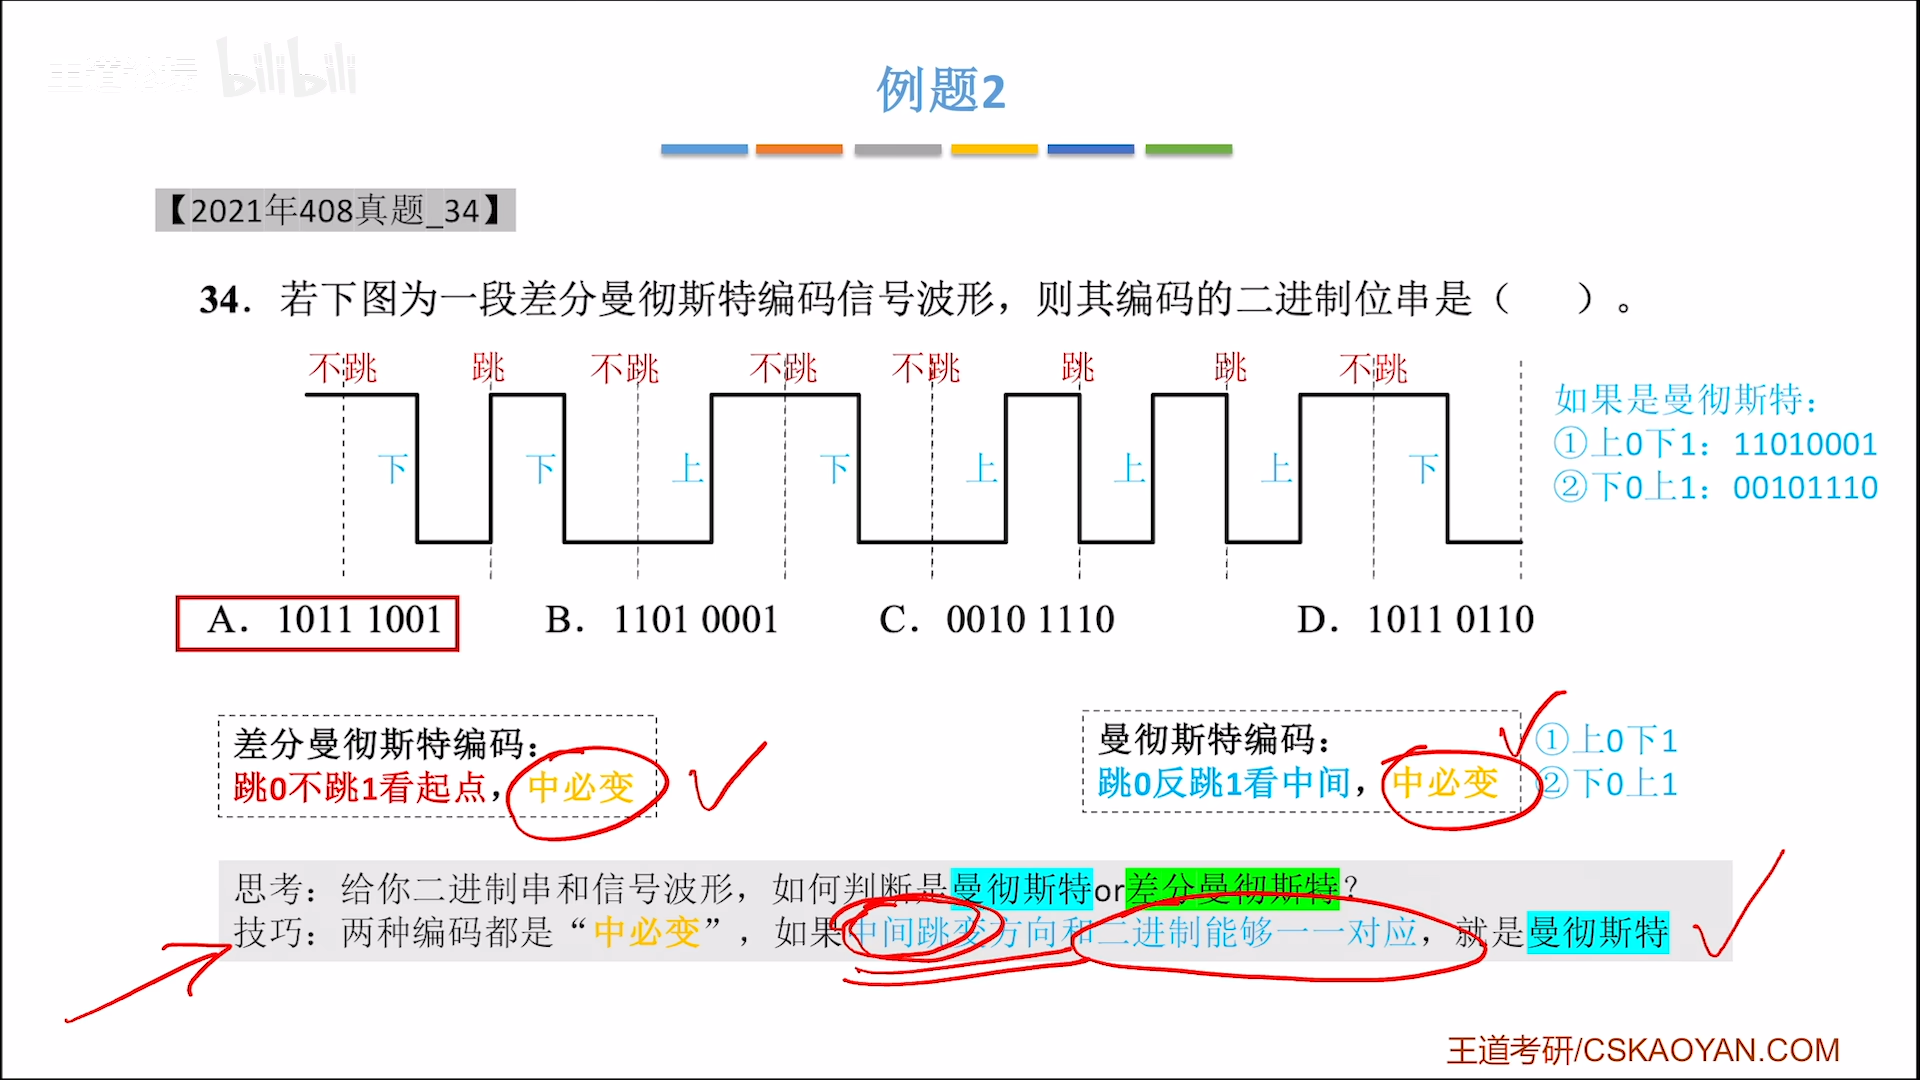 王道论坛 bilibili
例题2
【2021年408真题_34】
34. 若下图为一段差分曼彻斯特编码信号波形，则其编码的二进制位串是（ ）。
不跳 跳 不跳 不跳 不跳 跳 跳 不跳
如果是曼彻斯特：
①上0下1：11010001
②下0上1：00101110
下 下 上 下 上 上 上 下
A. 1011 1001 B. 1101 0001 C. 0010 1110 D. 1011 0110
差分曼彻斯特编码：
跳0不跳1看起点，中必变
曼彻斯特编码：
跳0反跳1看中间，中必变
①上0下1
②下0上1
思考：给你二进制串和信号波形，如何判断是曼彻斯特or差分曼彻斯特？
技巧：两种编码都是“中必变”，如果中间跳变方向和二进制能够一一对应，就是曼彻斯特
王道考研/CSKAOYAN.COM